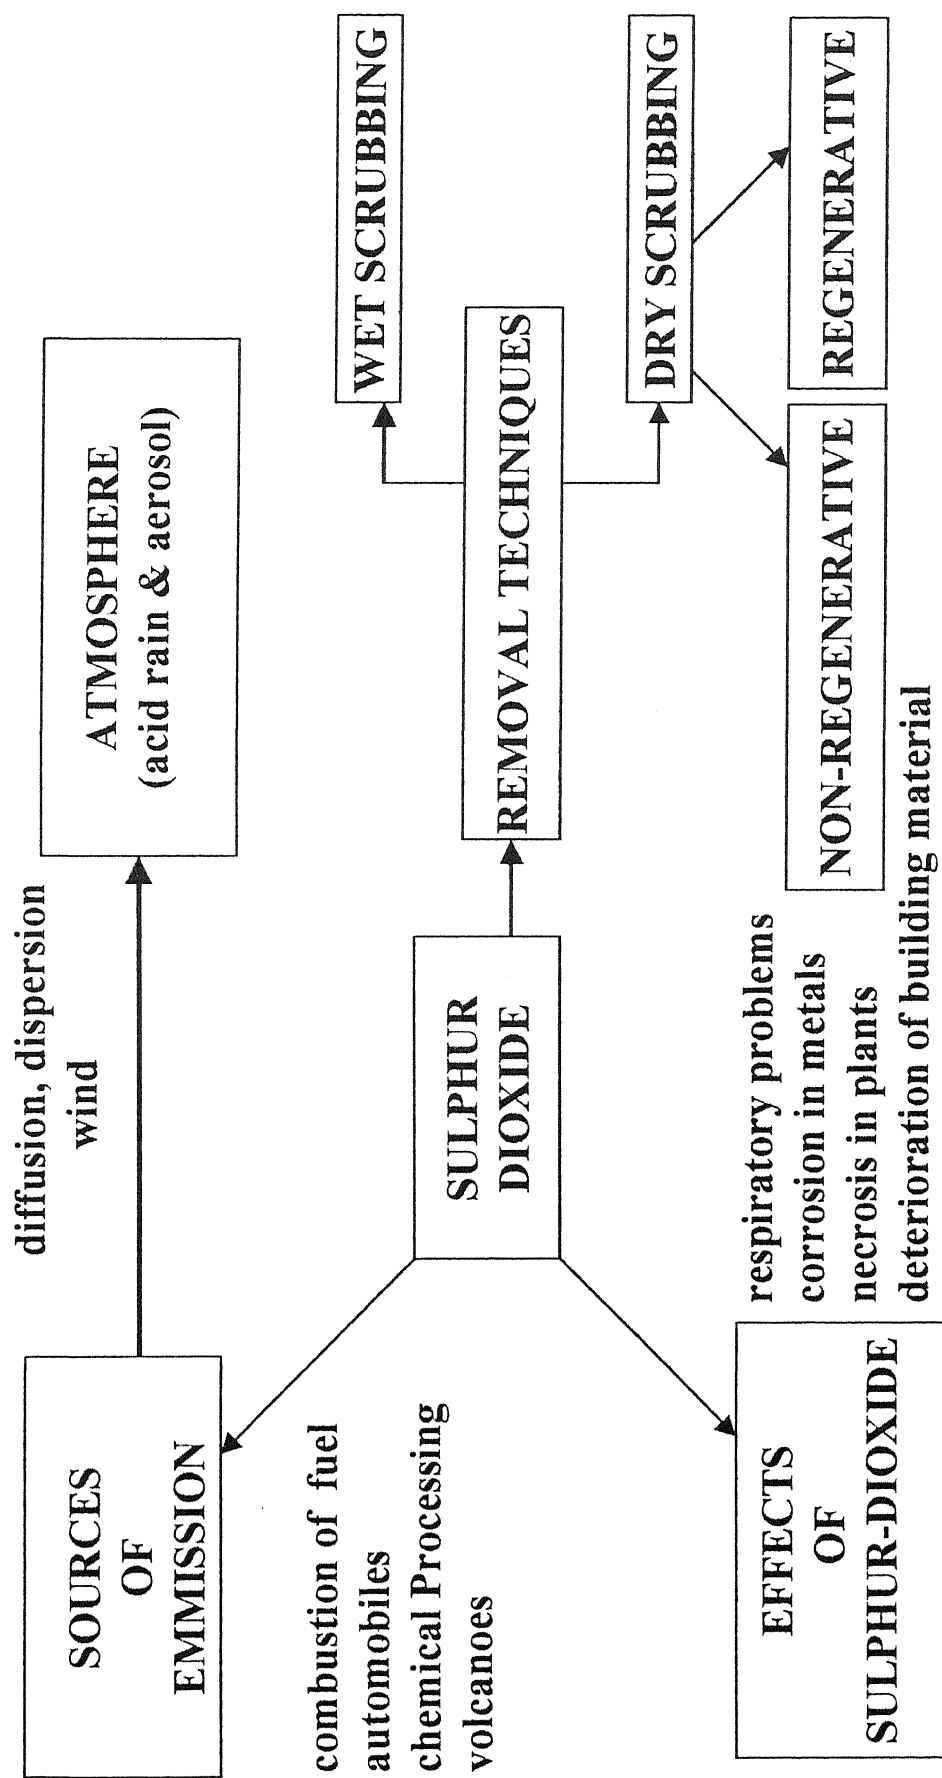 diffusion, dispersion
wind
SOURCES
OF
EMMISSION
ATMOSPHERE
(acid rain & aerosol)
combustion of fuel
automobiles
chemical Processing
volcanoes
SULPHUR
DIOXIDE
REMOVAL TECHNIQUES
WET SCRUBBING
DRY SCRUBBING
NON-REGENERATIVE
REGENERATIVE
EFFECTS
OF
SULPHUR-DIOXIDE
respiratory problems
corrosion in metals
necrosis in plants
deterioration of building material